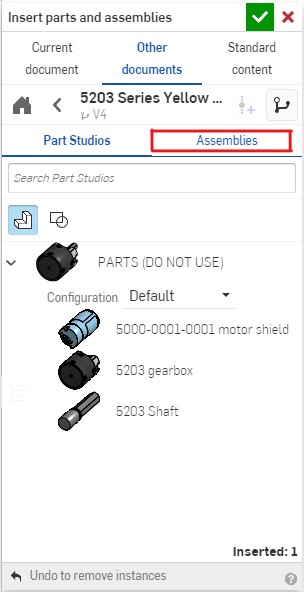 Insert parts and assemblies
Current document
Other documents
Standard content
5203 Series Yellow ...
V4
Part Studios
Assemblies
Search Part Studios
PARTS (DO NOT USE)
Configuration Default
5000-0001-0001 motor shield
5203 gearbox
5203 Shaft
Inserted: 1
Undo to remove instances